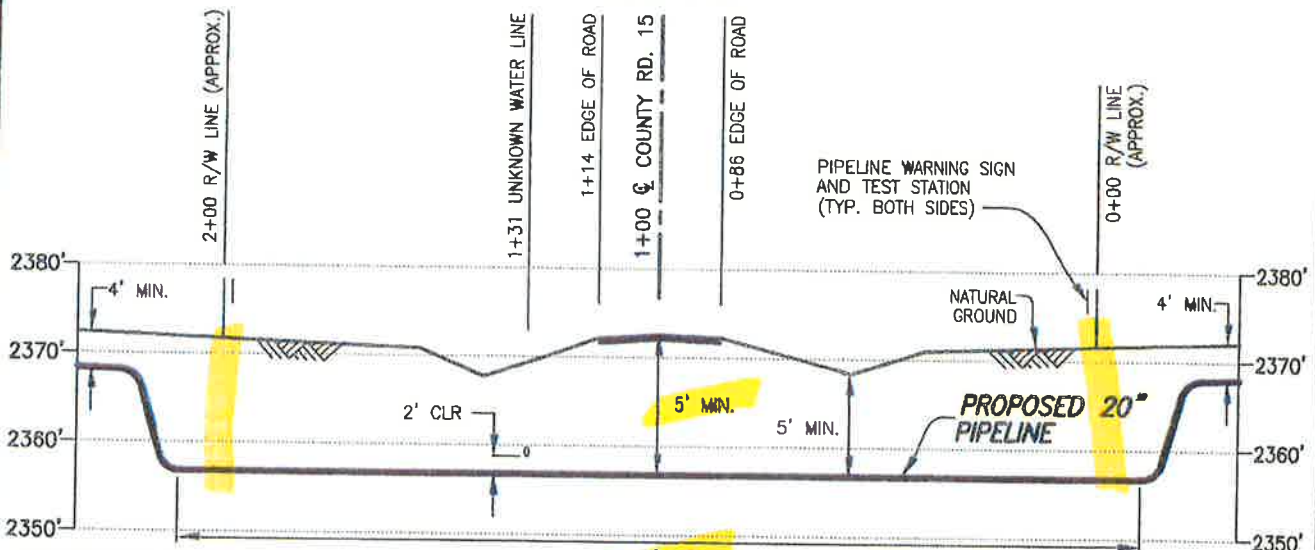 2+00 R/W LINE (APPROX.)
1+31 UNKNOWN WATER LINE
1+14 EDGE OF ROAD
1+00 ℄ COUNTY RD. 15
0+86 EDGE OF ROAD
PIPELINE WARNING SIGN
AND TEST STATION
(TYP. BOTH SIDES)
0+00 R/W LINE
(APPROX.)
2380'
2380'
4' MIN.
NATURAL
GROUND
4' MIN.
2370'
2370'
2' CLR
5' MIN.
5' MIN.
PROPOSED 20"
PIPELINE
2360'
2360'
2350'
2350'